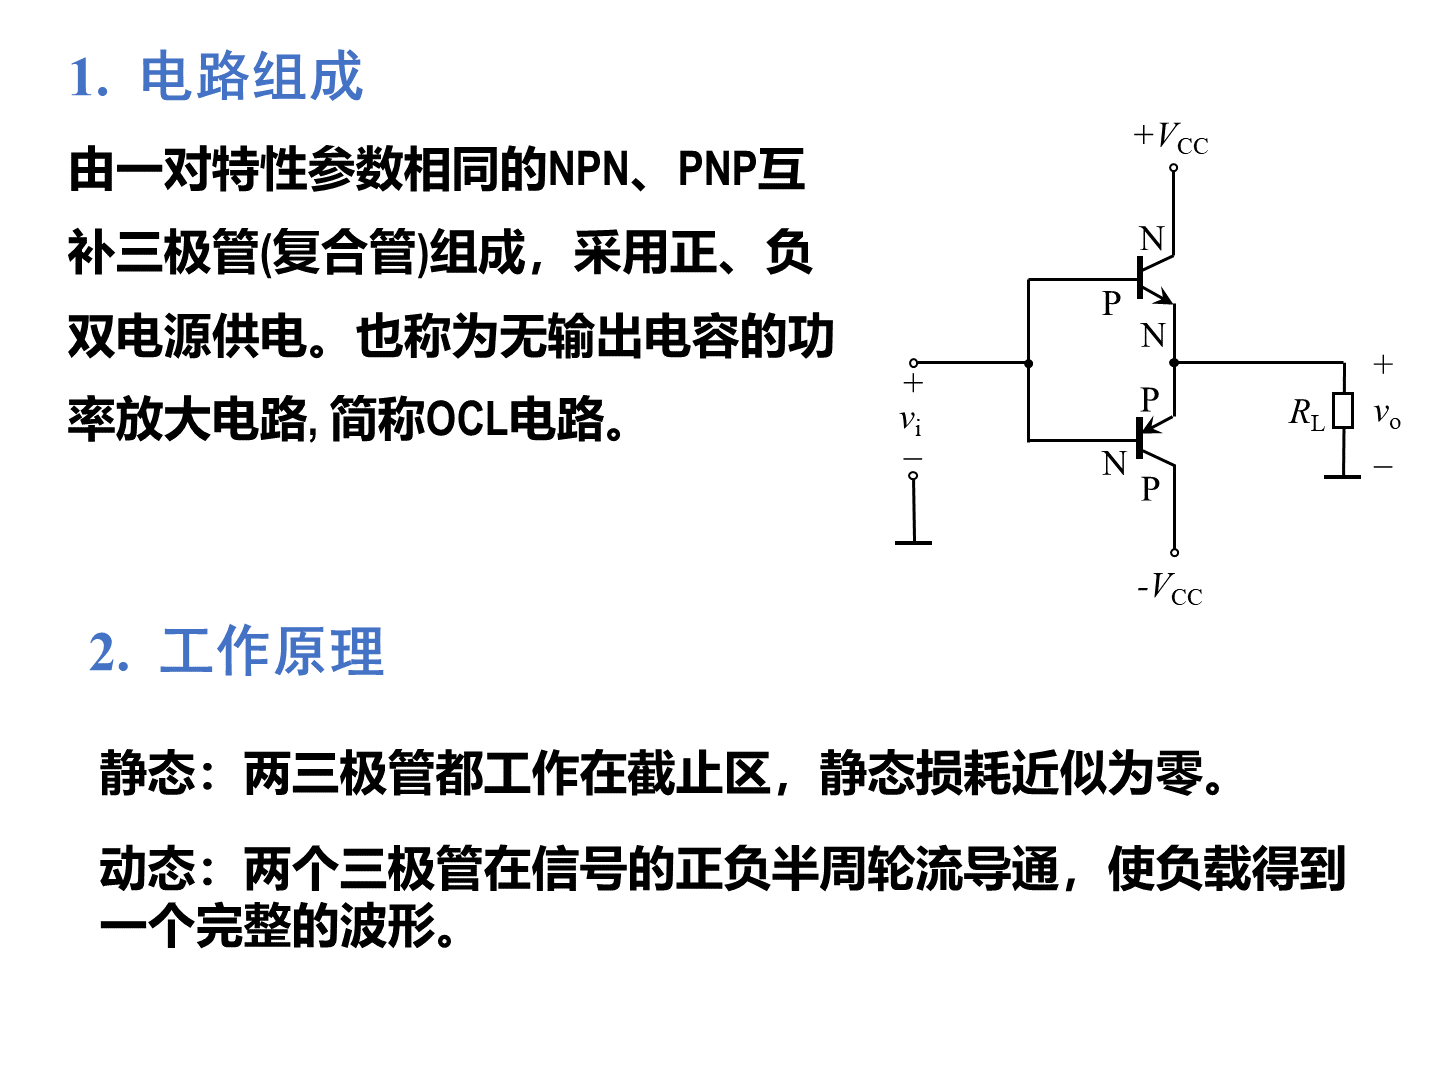 1. 电路组成
由一对特性参数相同的NPN、PNP互
补三极管(复合管)组成，采用正、负
双电源供电。也称为无输出电容的功
率放大电路, 简称OCL电路。
+VCC
N
P
N
P
N
P
+
vi
–
RL
+
vo
–
-VCC
2. 工作原理
静态：两三极管都工作在截止区，静态损耗近似为零。
动态：两个三极管在信号的正负半周轮流导通，使负载得到
一个完整的波形。